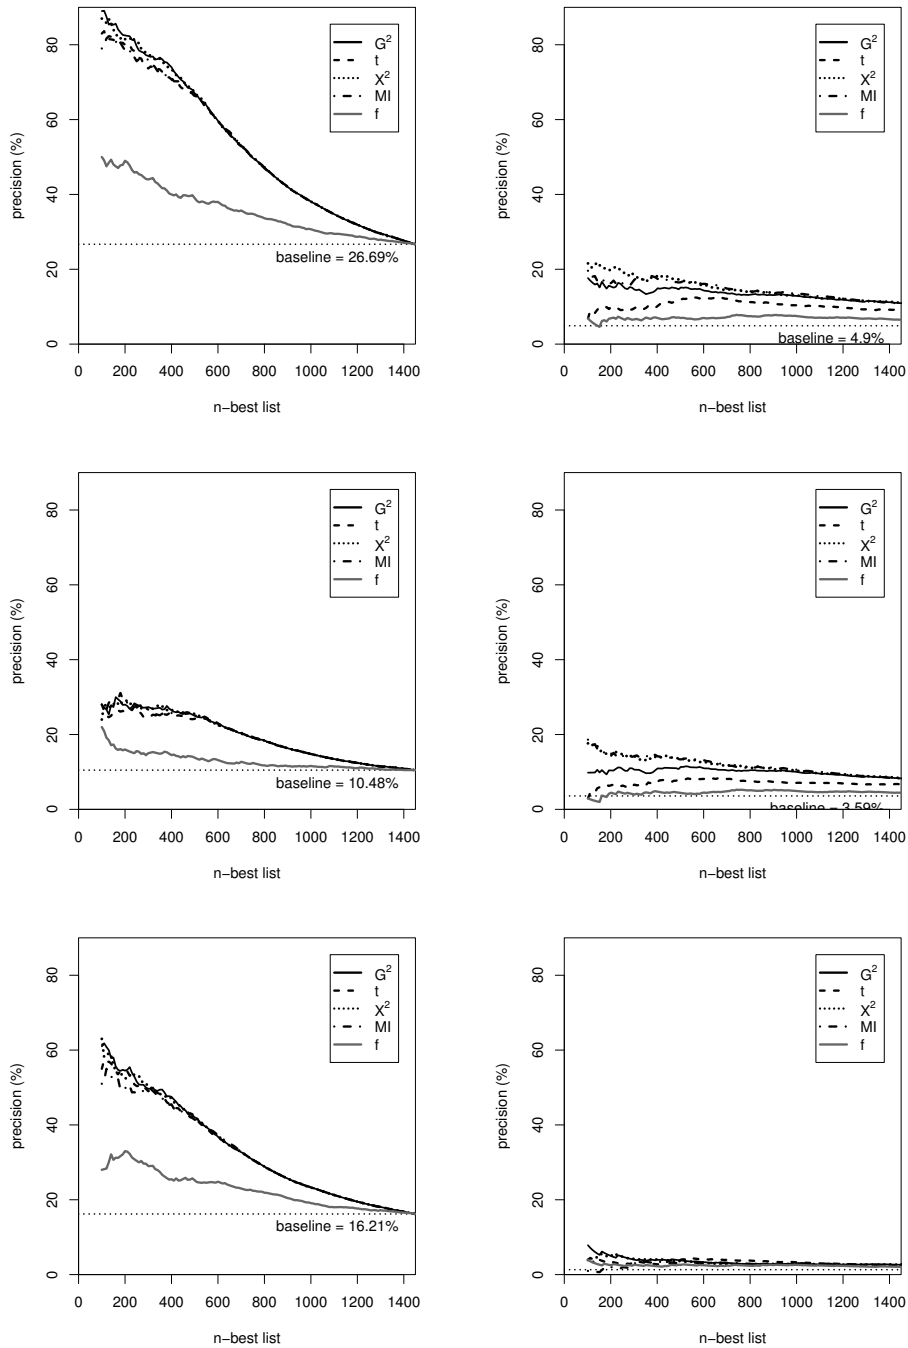 precision (%)
80
60
40
20
0
G²
t
X²
MI
f
baseline = 26.69%
0 200 400 600 800 1000 1200 1400
n−best list
precision (%)
80
60
40
20
0
G²
t
X²
MI
f
baseline = 4.9%
0 200 400 600 800 1000 1200 1400
n−best list
precision (%)
80
60
40
20
0
G²
t
X²
MI
f
baseline = 10.48%
0 200 400 600 800 1000 1200 1400
n−best list
precision (%)
80
60
40
20
0
G²
t
X²
MI
f
baseline = 3.59%
0 200 400 600 800 1000 1200 1400
n−best list
precision (%)
80
60
40
20
0
G²
t
X²
MI
f
baseline = 16.21%
0 200 400 600 800 1000 1200 1400
n−best list
precision (%)
80
60
40
20
0
G²
t
X²
MI
f
0 200 400 600 800 1000 1200 1400
n−best list